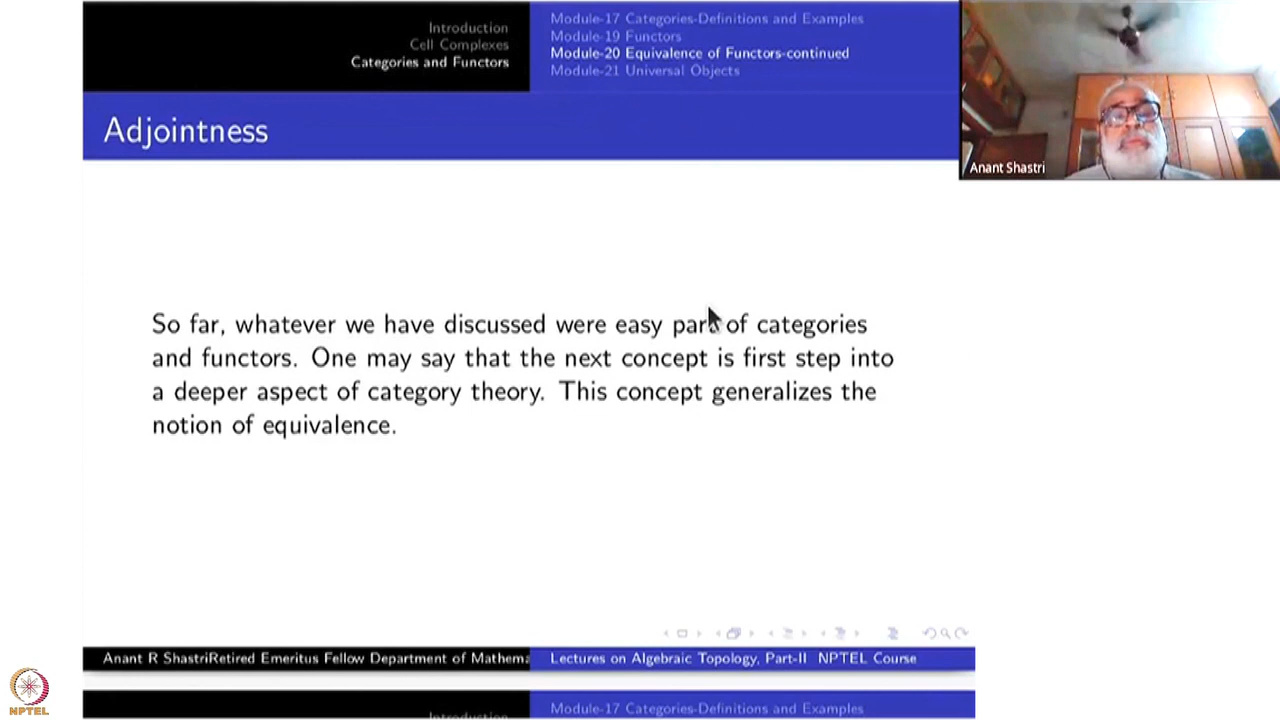 Introduction
Cell Complexes
Categories and Functors
Module-17 Categories-Definitions and Examples
Module-19 Functors
Module-20 Equivalence of Functors-continued
Module-21 Universal Objects
Adjointness
Anant Shastri
So far, whatever we have discussed were easy part of categories
and functors. One may say that the next concept is first step into
a deeper aspect of category theory. This concept generalizes the
notion of equivalence.
Anant R ShastriRetired Emeritus Fellow Department of Mathema
Lectures on Algebraic Topology, Part-II NPTEL Course
Introduction
Module-17 Categories-Definitions and Examples
NPTEL